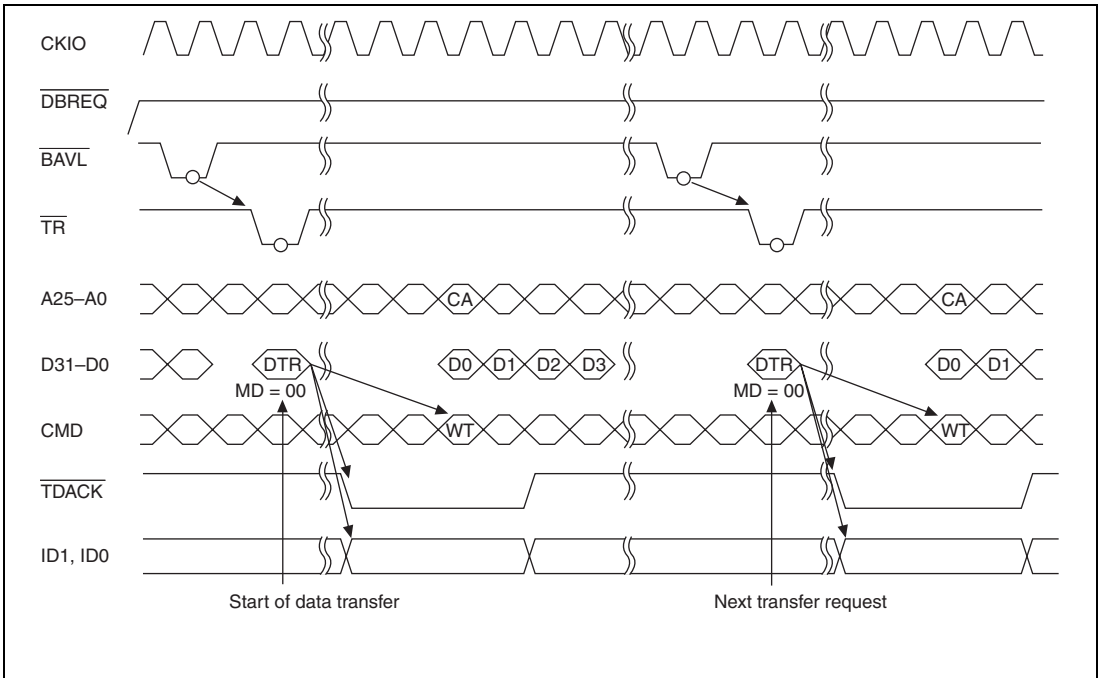 CKIO
DBREQ
BAVL
TR
A25–A0 CA CA
D31–D0 DTR D0 D1 D2 D3 DTR D0 D1
MD = 00 MD = 00
CMD WT WT
TDACK
ID1, ID0
Start of data transfer Next transfer request